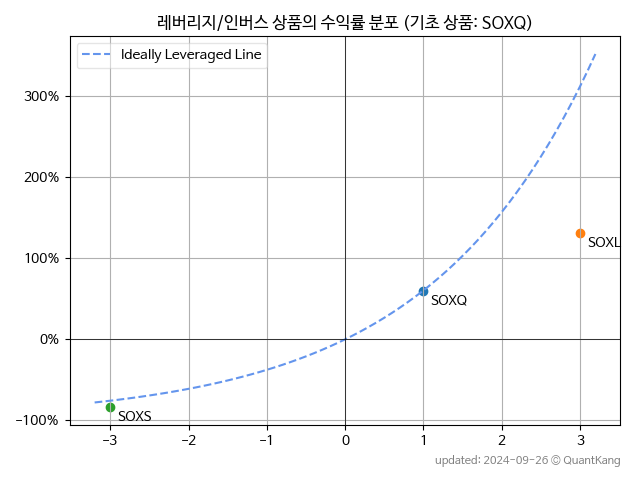 레버리지/인버스 상품의 수익률 분포 (기초 상품: SOXQ)
Ideally Leveraged Line
300%
200%
100%
0%
−100%
SOXL
SOXQ
SOXS
−3 −2 −1 0 1 2 3
updated: 2024-09-26 © QuantKang